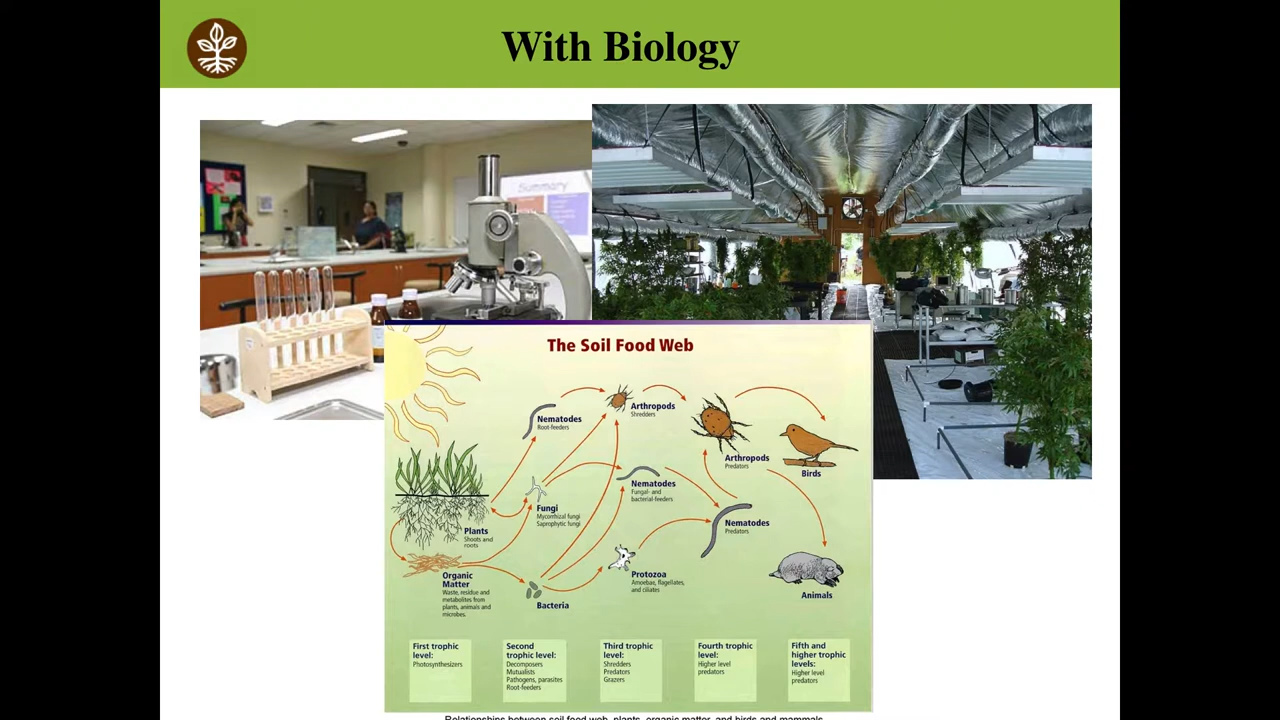 With Biology
Summary
The Soil Food Web
Arthropods
Shredders
Nematodes
Root-feeders
Arthropods
Predators
Birds
Nematodes
Fungal- and
bacterial-feeders
Fungi
Mycorrhizal fungi
Saprophytic fungi
Nematodes
Predators
Plants
Shoots and
roots
Organic
Matter
Waste, residue and
metabolites from
plants, animals and
microbes.
Bacteria
Protozoa
Amoebae, flagellates,
and ciliates
Animals
First trophic
level:
Photosynthesizers
Second
trophic level:
Decomposers
Mutualists
Pathogens, parasites
Root-feeders
Third trophic
level:
Shredders
Predators
Grazers
Fourth trophic
level:
Higher level
predators
Fifth and
higher trophic
levels:
Higher level
predators
Relationships between soil food web, plants, organic matter, and birds and mammals